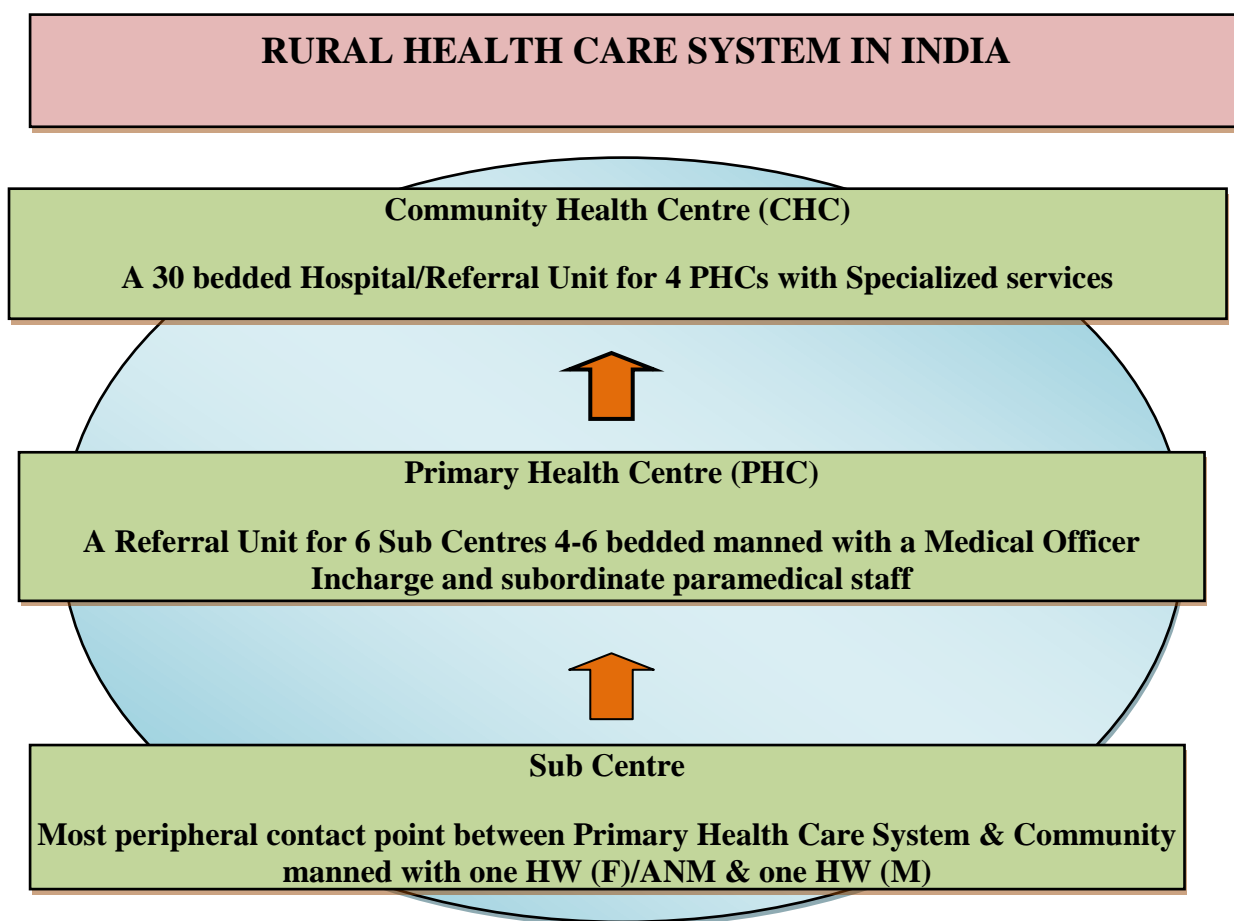 RURAL HEALTH CARE SYSTEM IN INDIA
Community Health Centre (CHC)
A 30 bedded Hospital/Referral Unit for 4 PHCs with Specialized services
Primary Health Centre (PHC)
A Referral Unit for 6 Sub Centres 4-6 bedded manned with a Medical Officer
Incharge and subordinate paramedical staff
Sub Centre
Most peripheral contact point between Primary Health Care System & Community
manned with one HW (F)/ANM & one HW (M)